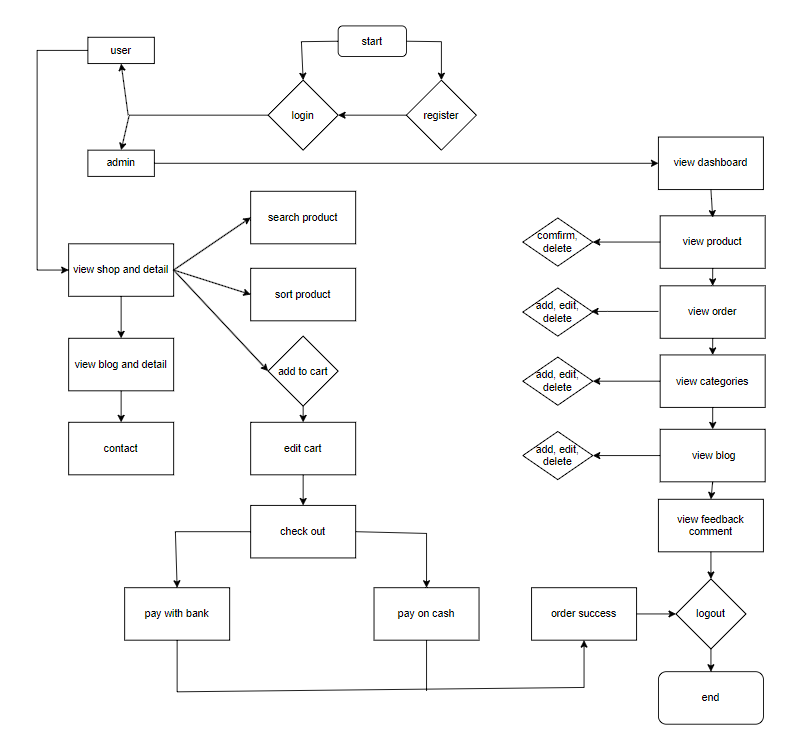 start
user
login
register
admin
view dashboard
search product
view product
comfirm,
delete
view shop and detail
sort product
view order
add, edit,
delete
view blog and detail
add to cart
view categories
add, edit,
delete
contact
edit cart
view blog
add, edit,
delete
check out
view feedback
comment
pay with bank
pay on cash
order success
logout
end